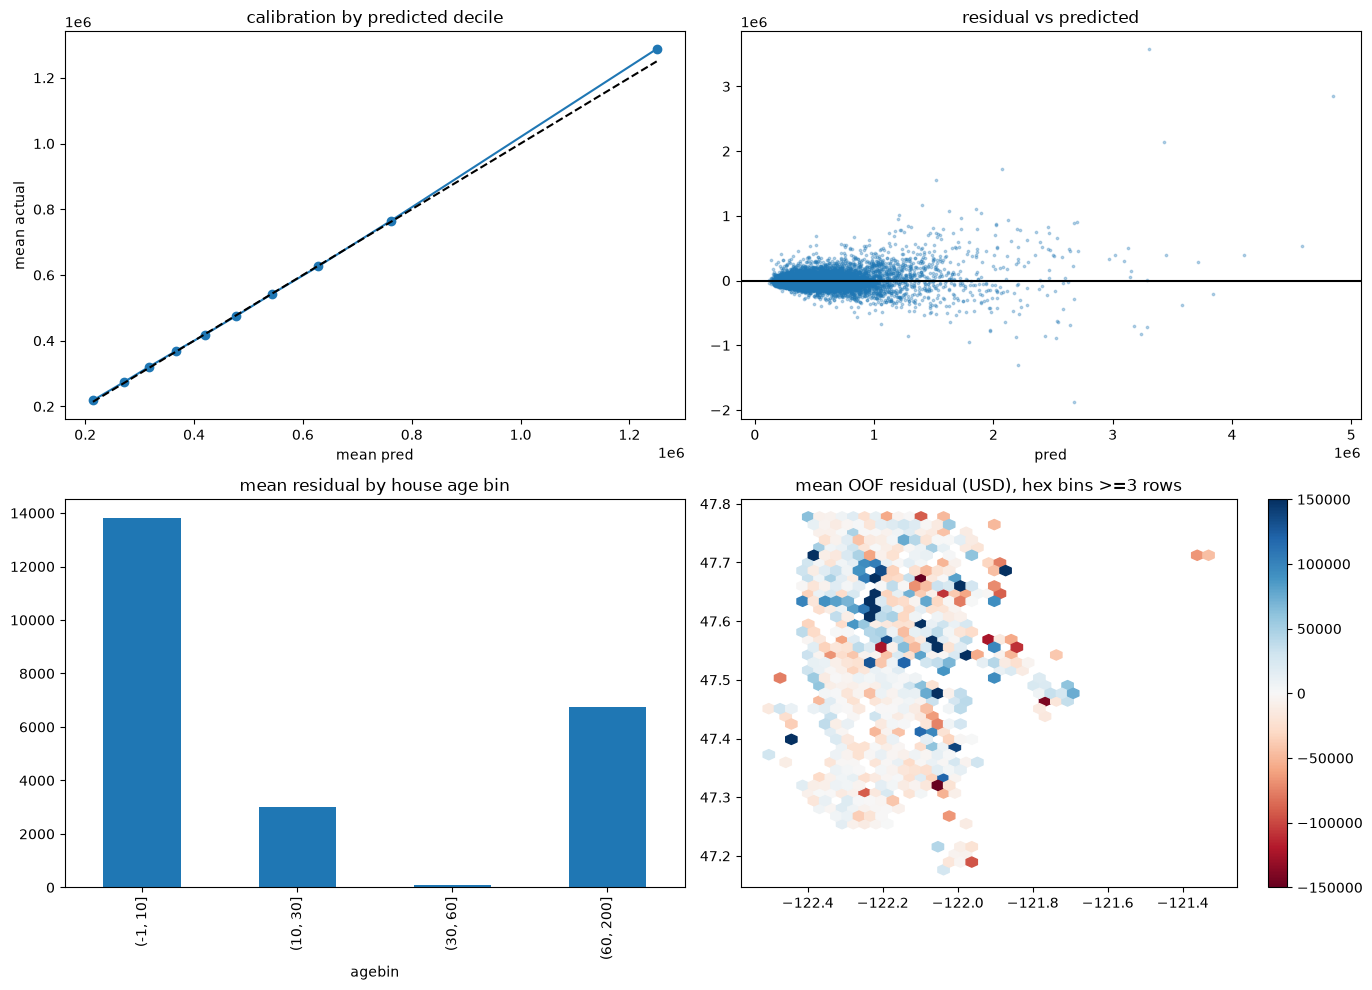 calibration by predicted decile
1e6
1.2
1.0
0.8
0.6
0.4
0.2
mean actual
0.2 0.4 0.6 0.8 1.0 1.2
mean pred
1e6
residual vs predicted
1e6
3
2
1
0
−1
−2
0 1 2 3 4 5
pred
1e6
mean residual by house age bin
14000
12000
10000
8000
6000
4000
2000
0
(-1, 10] (10, 30] (30, 60] (60, 200]
agebin
mean OOF residual (USD), hex bins >=3 rows
47.8
47.7
47.6
47.5
47.4
47.3
47.2
−122.4 −122.2 −122.0 −121.8 −121.6 −121.4
150000
100000
50000
0
−50000
−100000
−150000